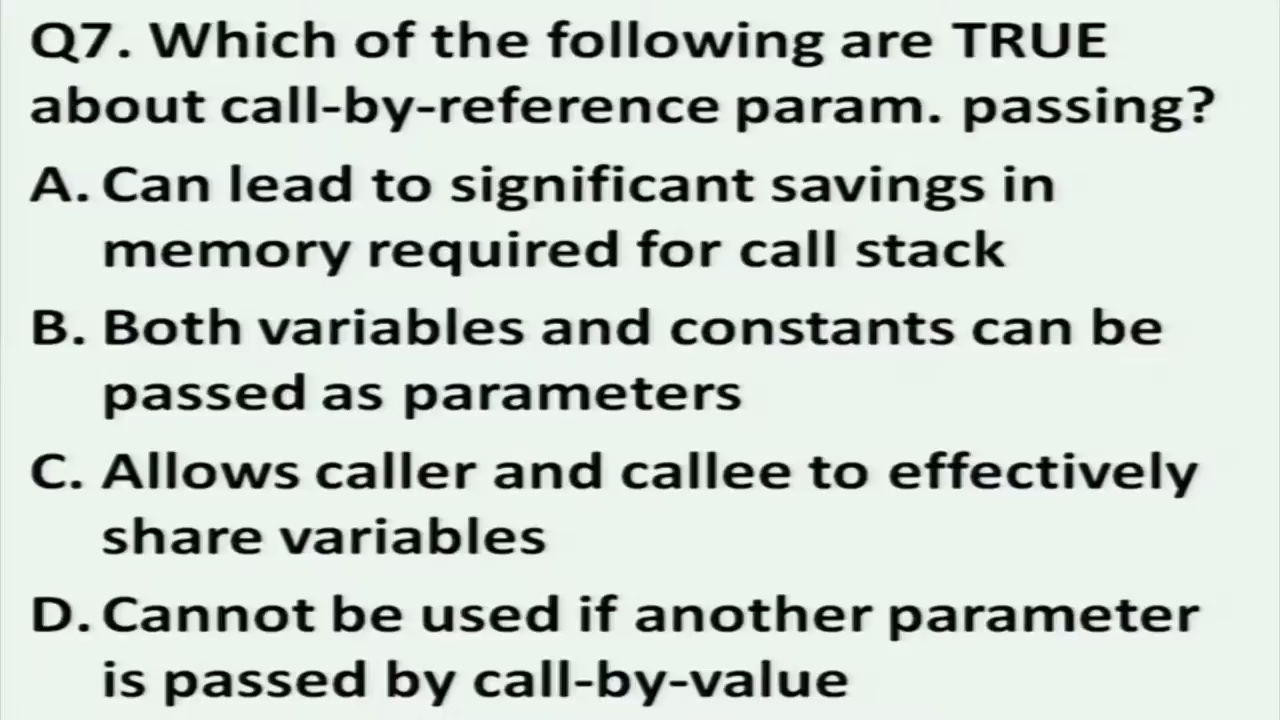 Q7. Which of the following are TRUE
about call-by-reference param. passing?
A. Can lead to significant savings in
memory required for call stack
B. Both variables and constants can be
passed as parameters
C. Allows caller and callee to effectively
share variables
D. Cannot be used if another parameter
is passed by call-by-value